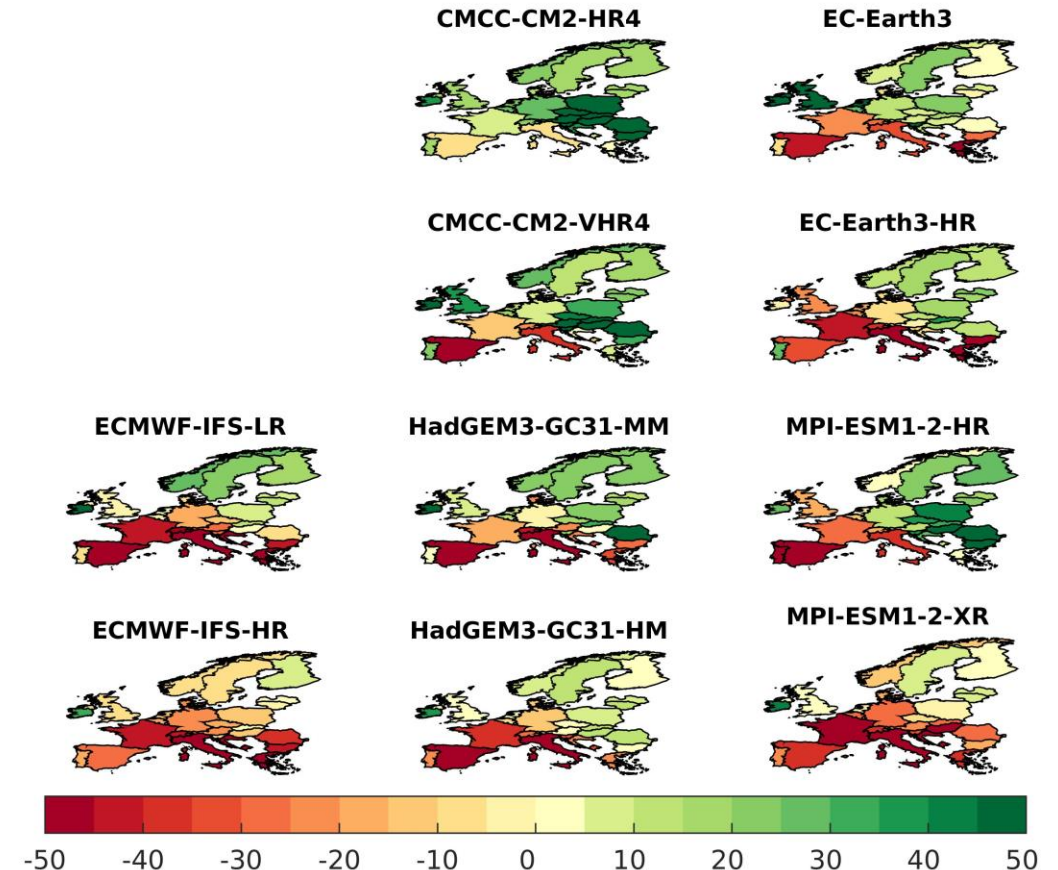 CMCC-CM2-HR4 EC-Earth3
CMCC-CM2-VHR4 EC-Earth3-HR
ECMWF-IFS-LR HadGEM3-GC31-MM MPI-ESM1-2-HR
ECMWF-IFS-HR HadGEM3-GC31-HM MPI-ESM1-2-XR
-50 -40 -30 -20 -10 0 10 20 30 40 50